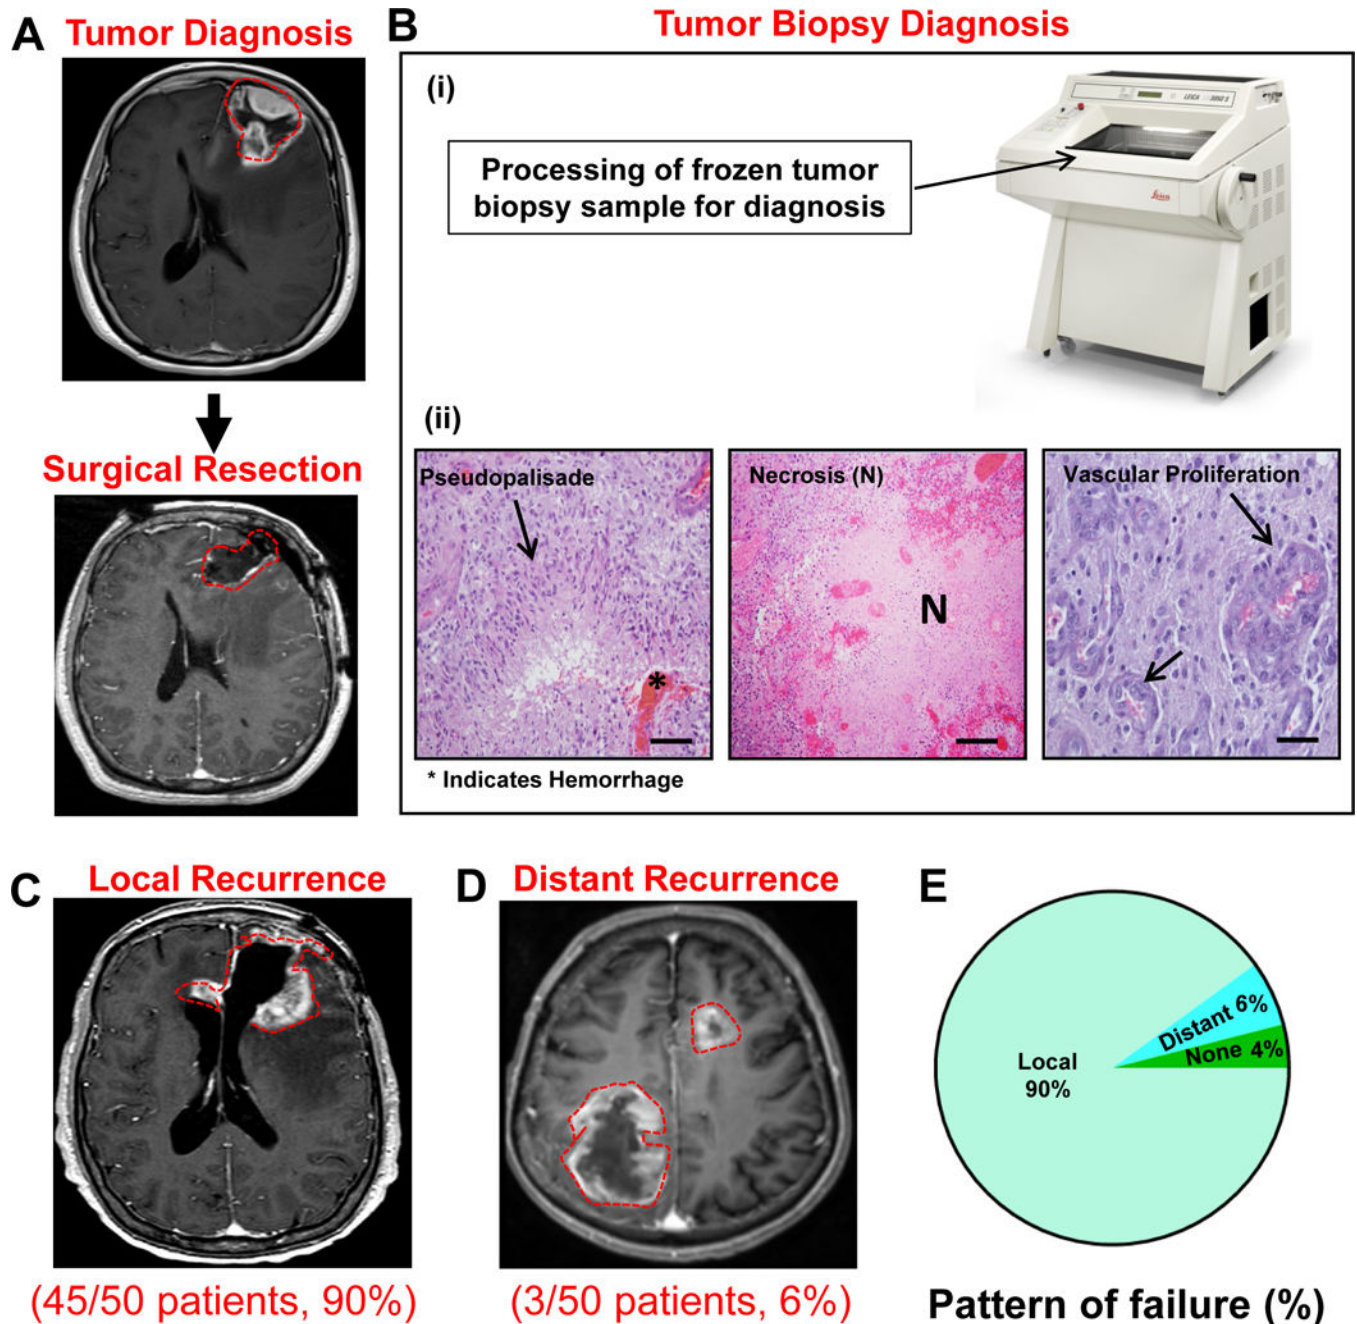 A
Tumor Diagnosis
Surgical Resection
B
Tumor Biopsy Diagnosis
(i)
Processing of frozen tumor
biopsy sample for diagnosis
Leica
(ii)
Pseudopalisade
*
Necrosis (N)
N
Vascular Proliferation
* Indicates Hemorrhage
C
Local Recurrence
(45/50 patients, 90%)
D
Distant Recurrence
(3/50 patients, 6%)
E
Distant 6%
None 4%
Local
90%
Pattern of failure (%)